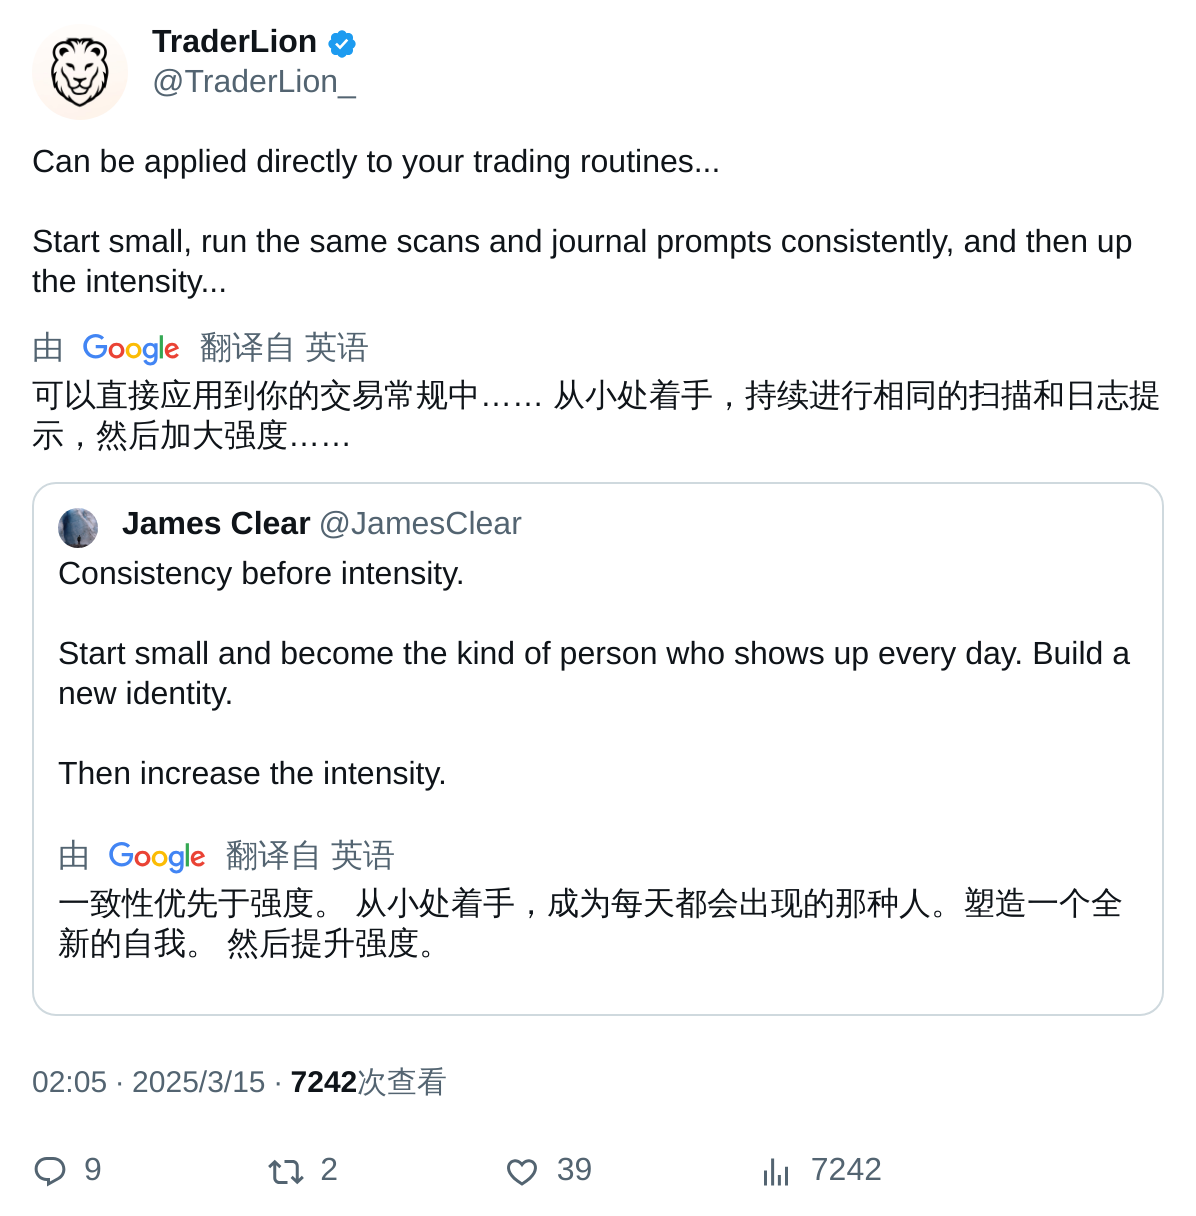 TraderLion
@TraderLion_
Can be applied directly to your trading routines...
Start small, run the same scans and journal prompts consistently, and then up
the intensity...
由 Google 翻译自 英语
可以直接应用到你的交易常规中…… 从小处着手，持续进行相同的扫描和日志提
示，然后加大强度……
James Clear @JamesClear
Consistency before intensity.
Start small and become the kind of person who shows up every day. Build a
new identity.
Then increase the intensity.
由 Google 翻译自 英语
一致性优先于强度。 从小处着手，成为每天都会出现的那种人。塑造一个全
新的自我。 然后提升强度。
02:05 · 2025/3/15 · 7242次查看
9 2 39 7242